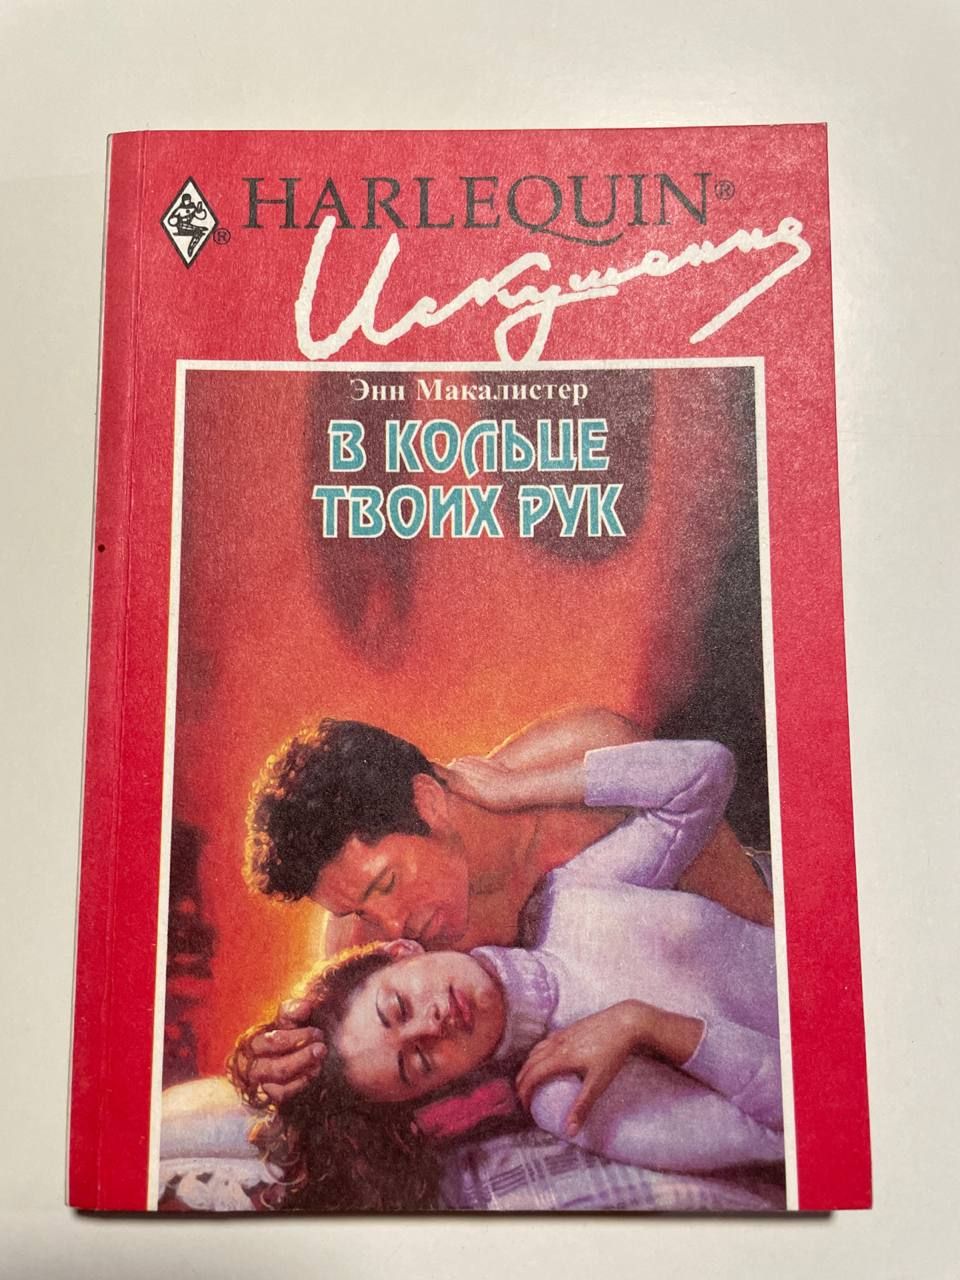 HARLEQUIN®
®
Искушение
Энн Макалистер
В КОЛЬЦЕ
ТВОИХ РУК